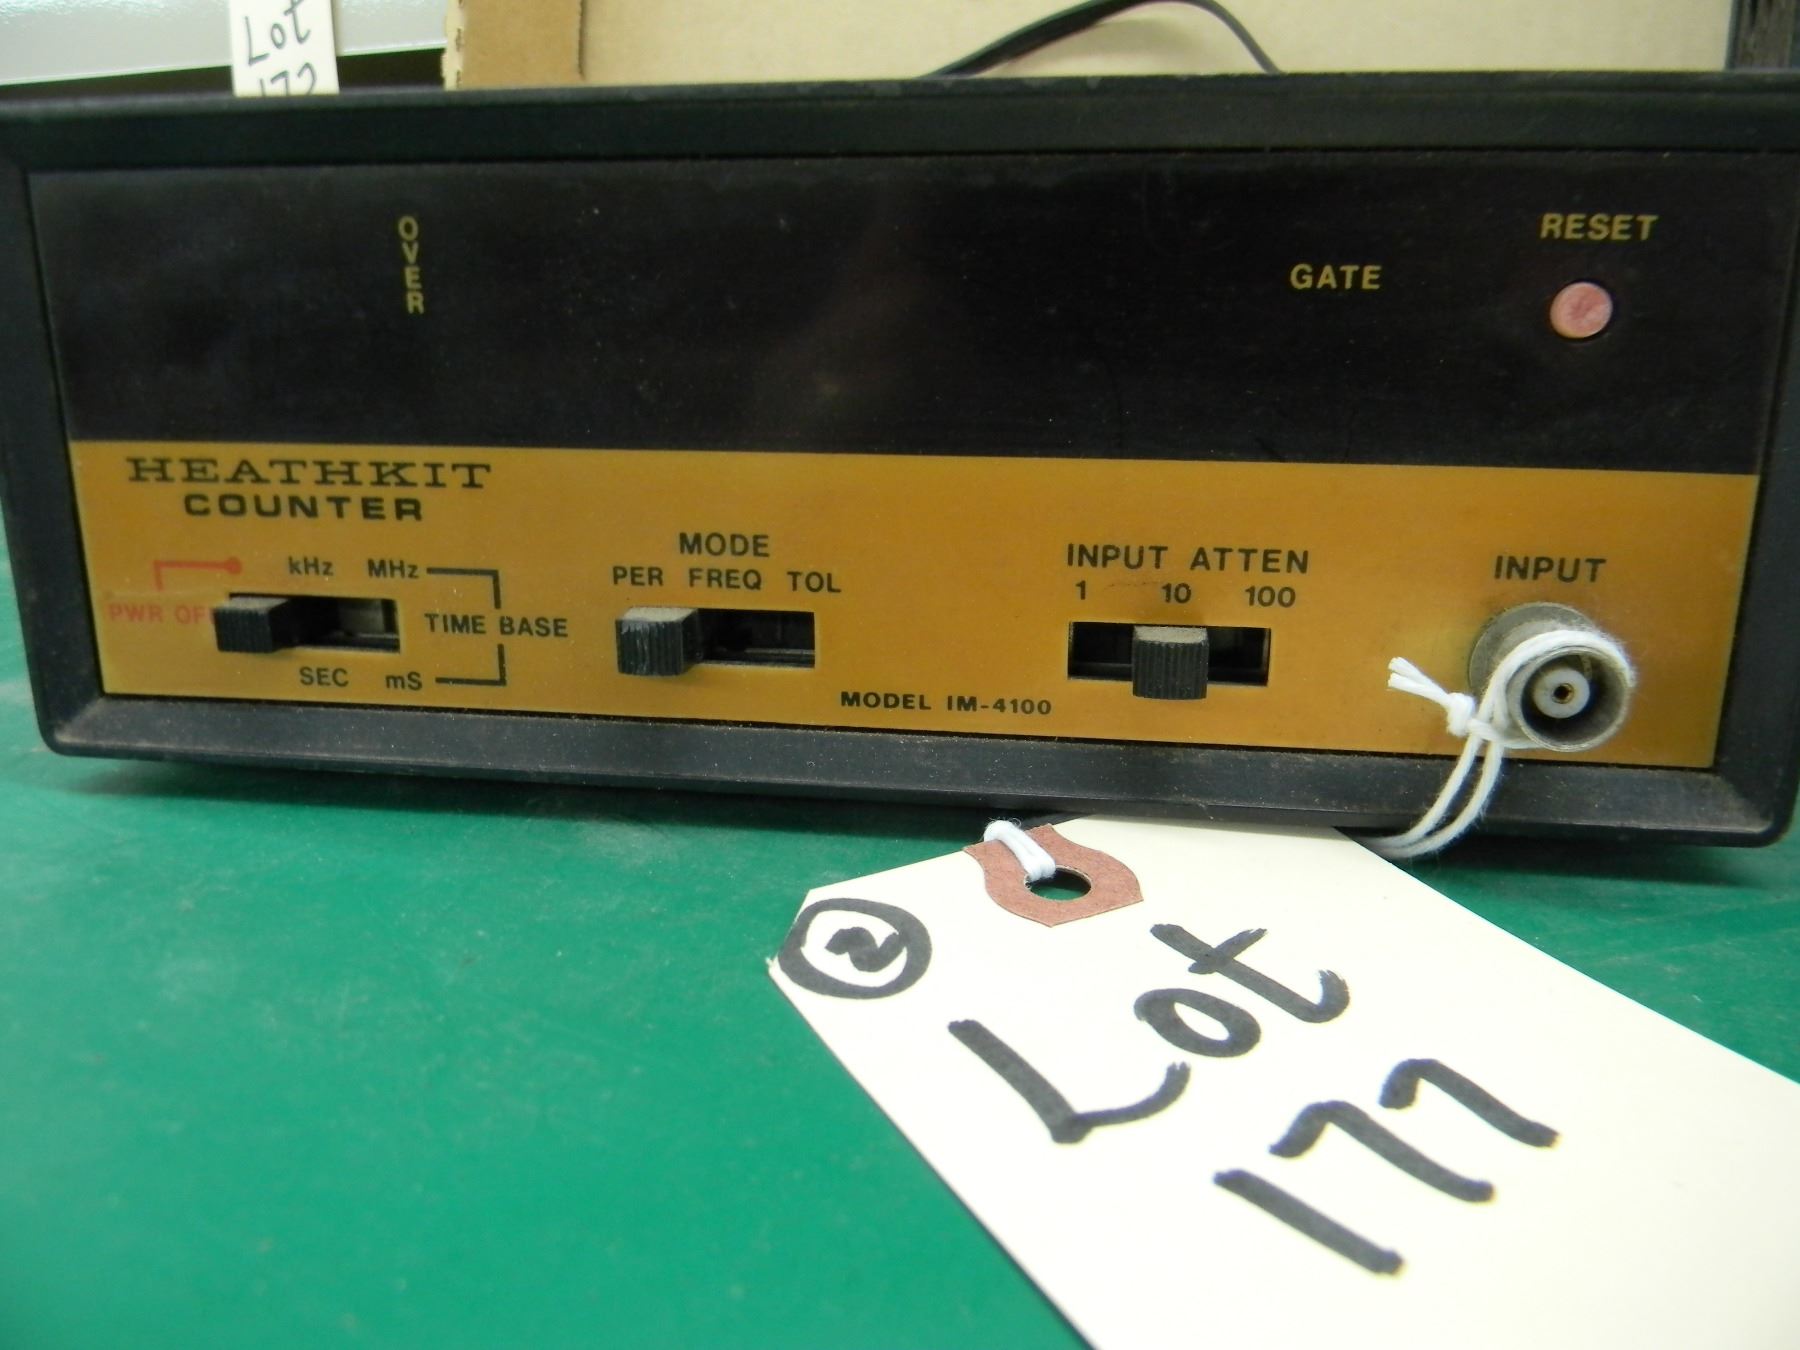 Lot
172
OVER
RESET
GATE
HEATHKIT
COUNTER
MODE
INPUT ATTEN
INPUT
kHz MHz
PER FREQ TOL
1 10 100
PWR OFF
TIME BASE
SEC mS
MODEL IM-4100
2
Lot
177